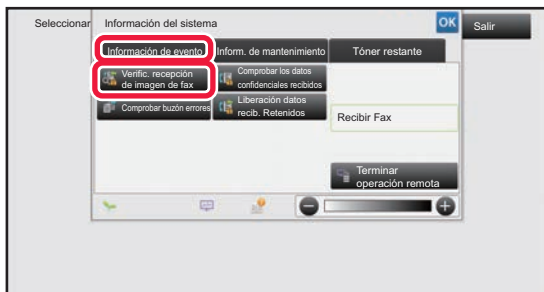 Seleccionar
Información del sistema
OK
Salir
Información de evento
Inform. de mantenimiento
Tóner restante
Verific. recepción
de imagen de fax
Comprobar los datos
confidenciales recibidos
Comprobar buzón errores
Liberación datos
recib. Retenidos
Recibir Fax
Terminar
operación remota